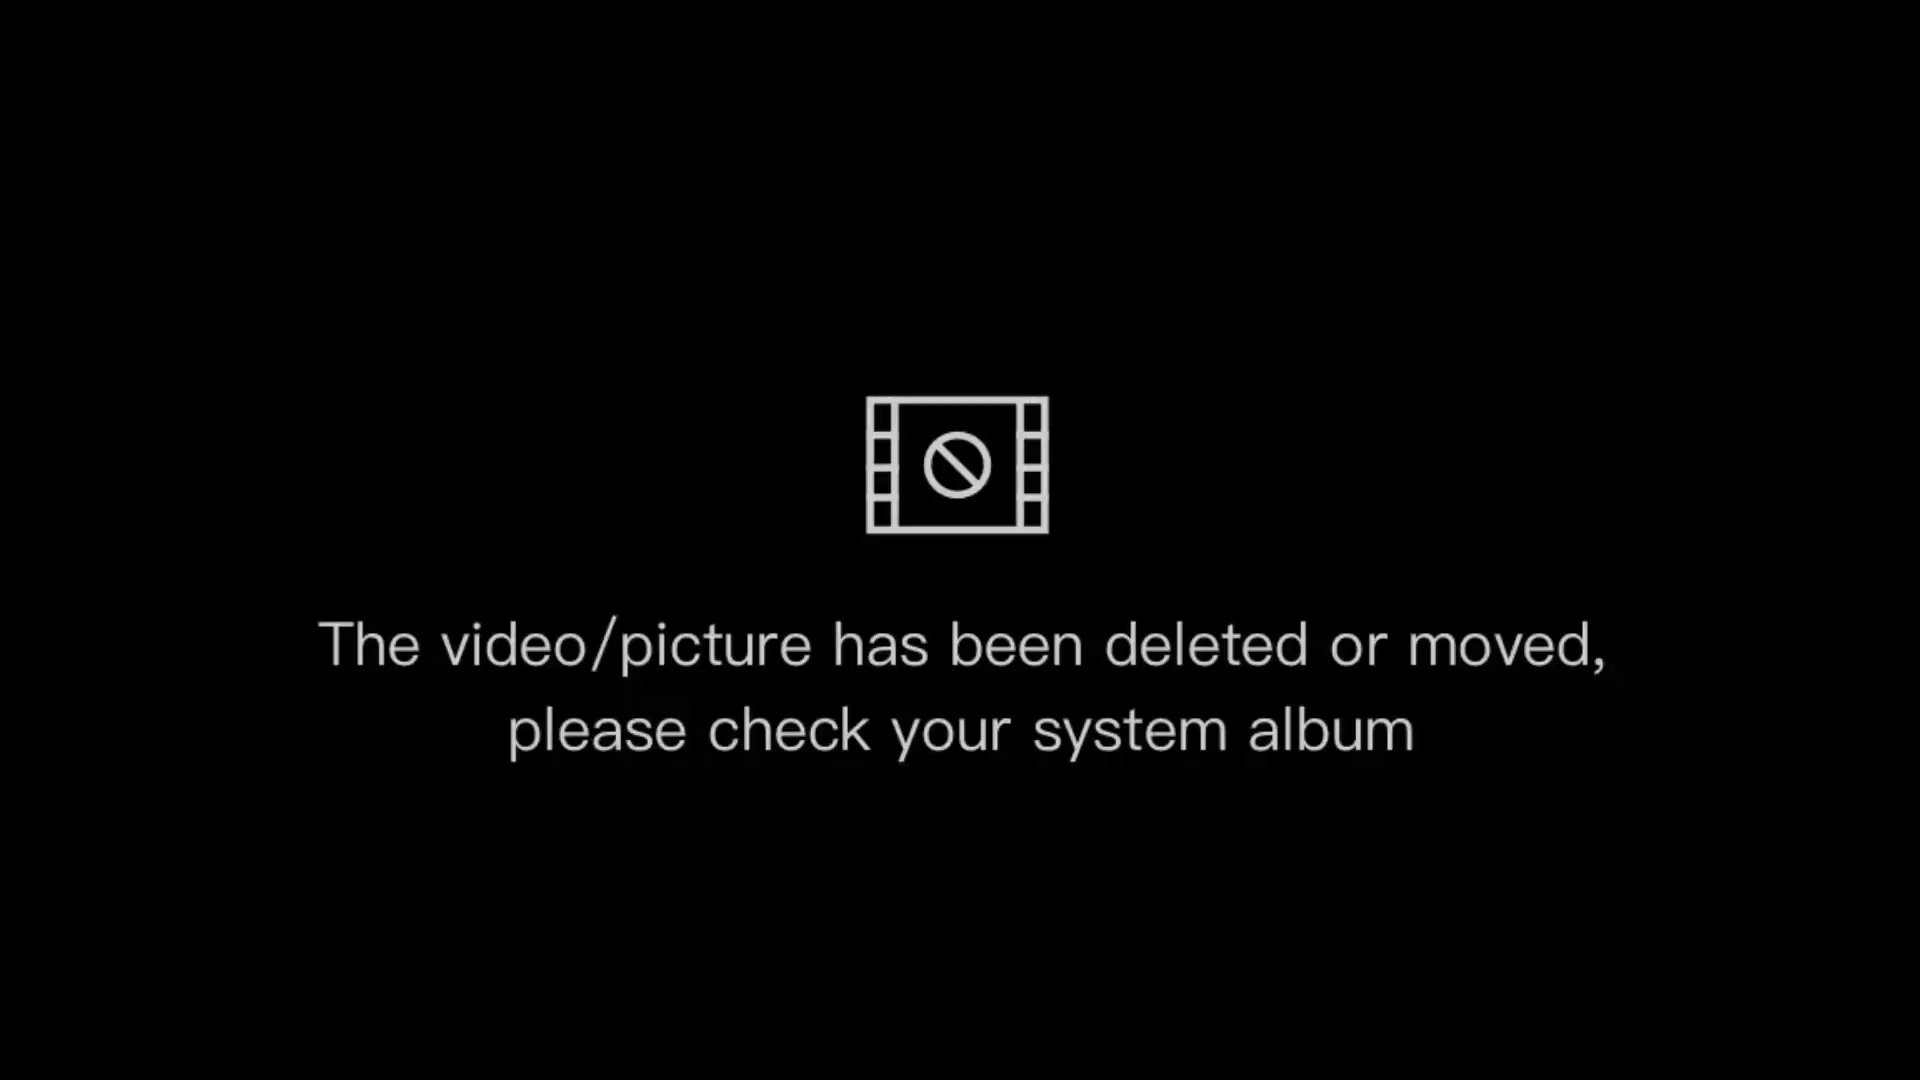 The video/picture has been deleted or moved,
please check your system album